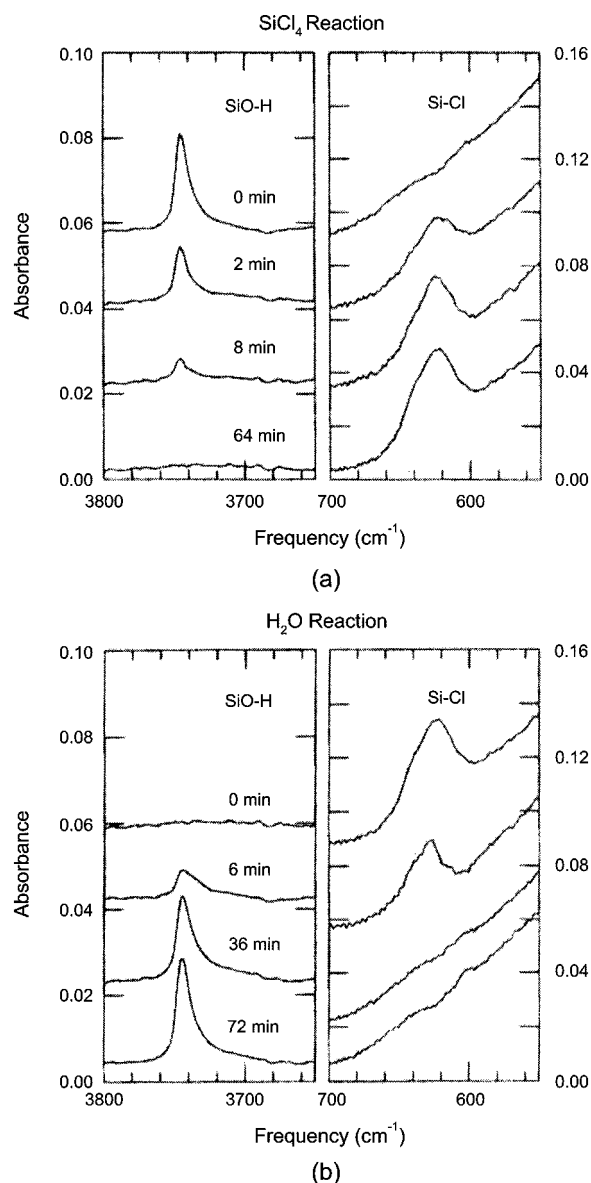 SiCl₄ Reaction
0.10
0.08
0.06
0.04
0.02
0.00
Absorbance
SiO-H
0 min
2 min
8 min
64 min
Si-Cl
0.16
0.12
0.08
0.04
0.00
3800
3700
700
600
Frequency (cm⁻¹)
(a)
H₂O Reaction
0.10
0.08
0.06
0.04
0.02
0.00
Absorbance
SiO-H
0 min
6 min
36 min
72 min
Si-Cl
0.16
0.12
0.08
0.04
0.00
3800
3700
700
600
Frequency (cm⁻¹)
(b)